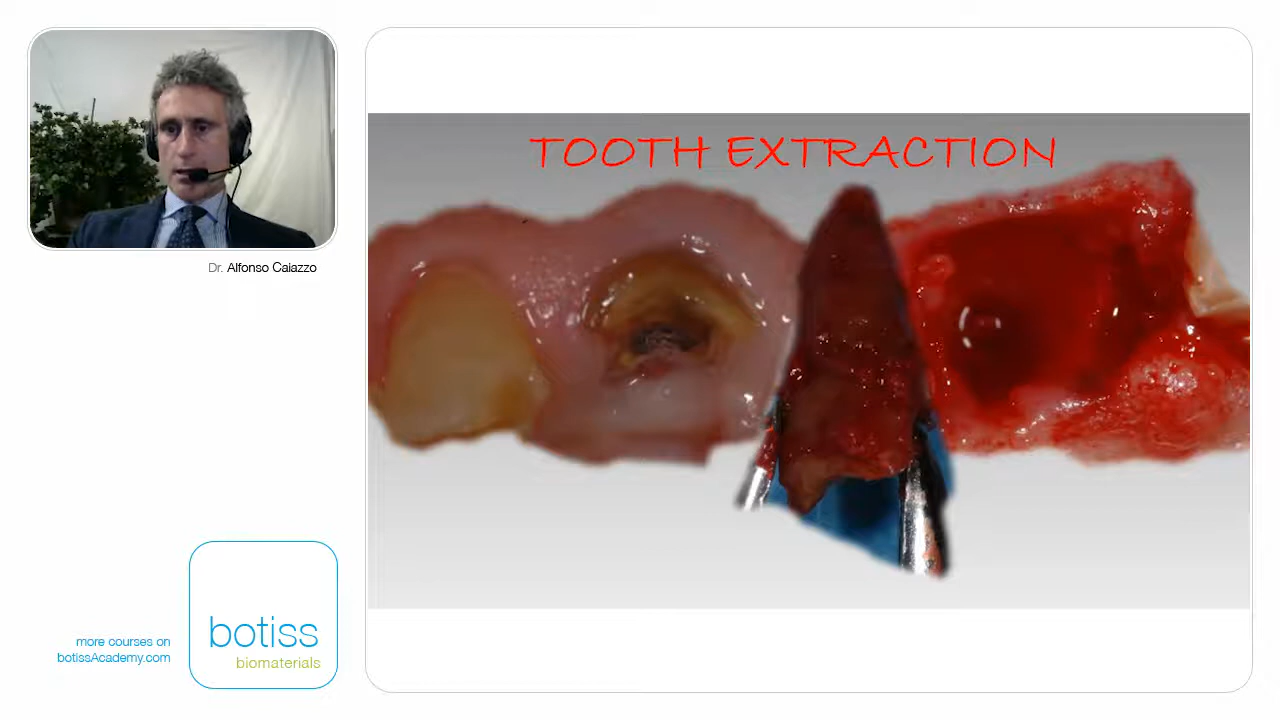 TOOTH EXTRACTION
Dr. Alfonso Caiazzo
botiss
biomaterials
more courses on
botissAcademy.com